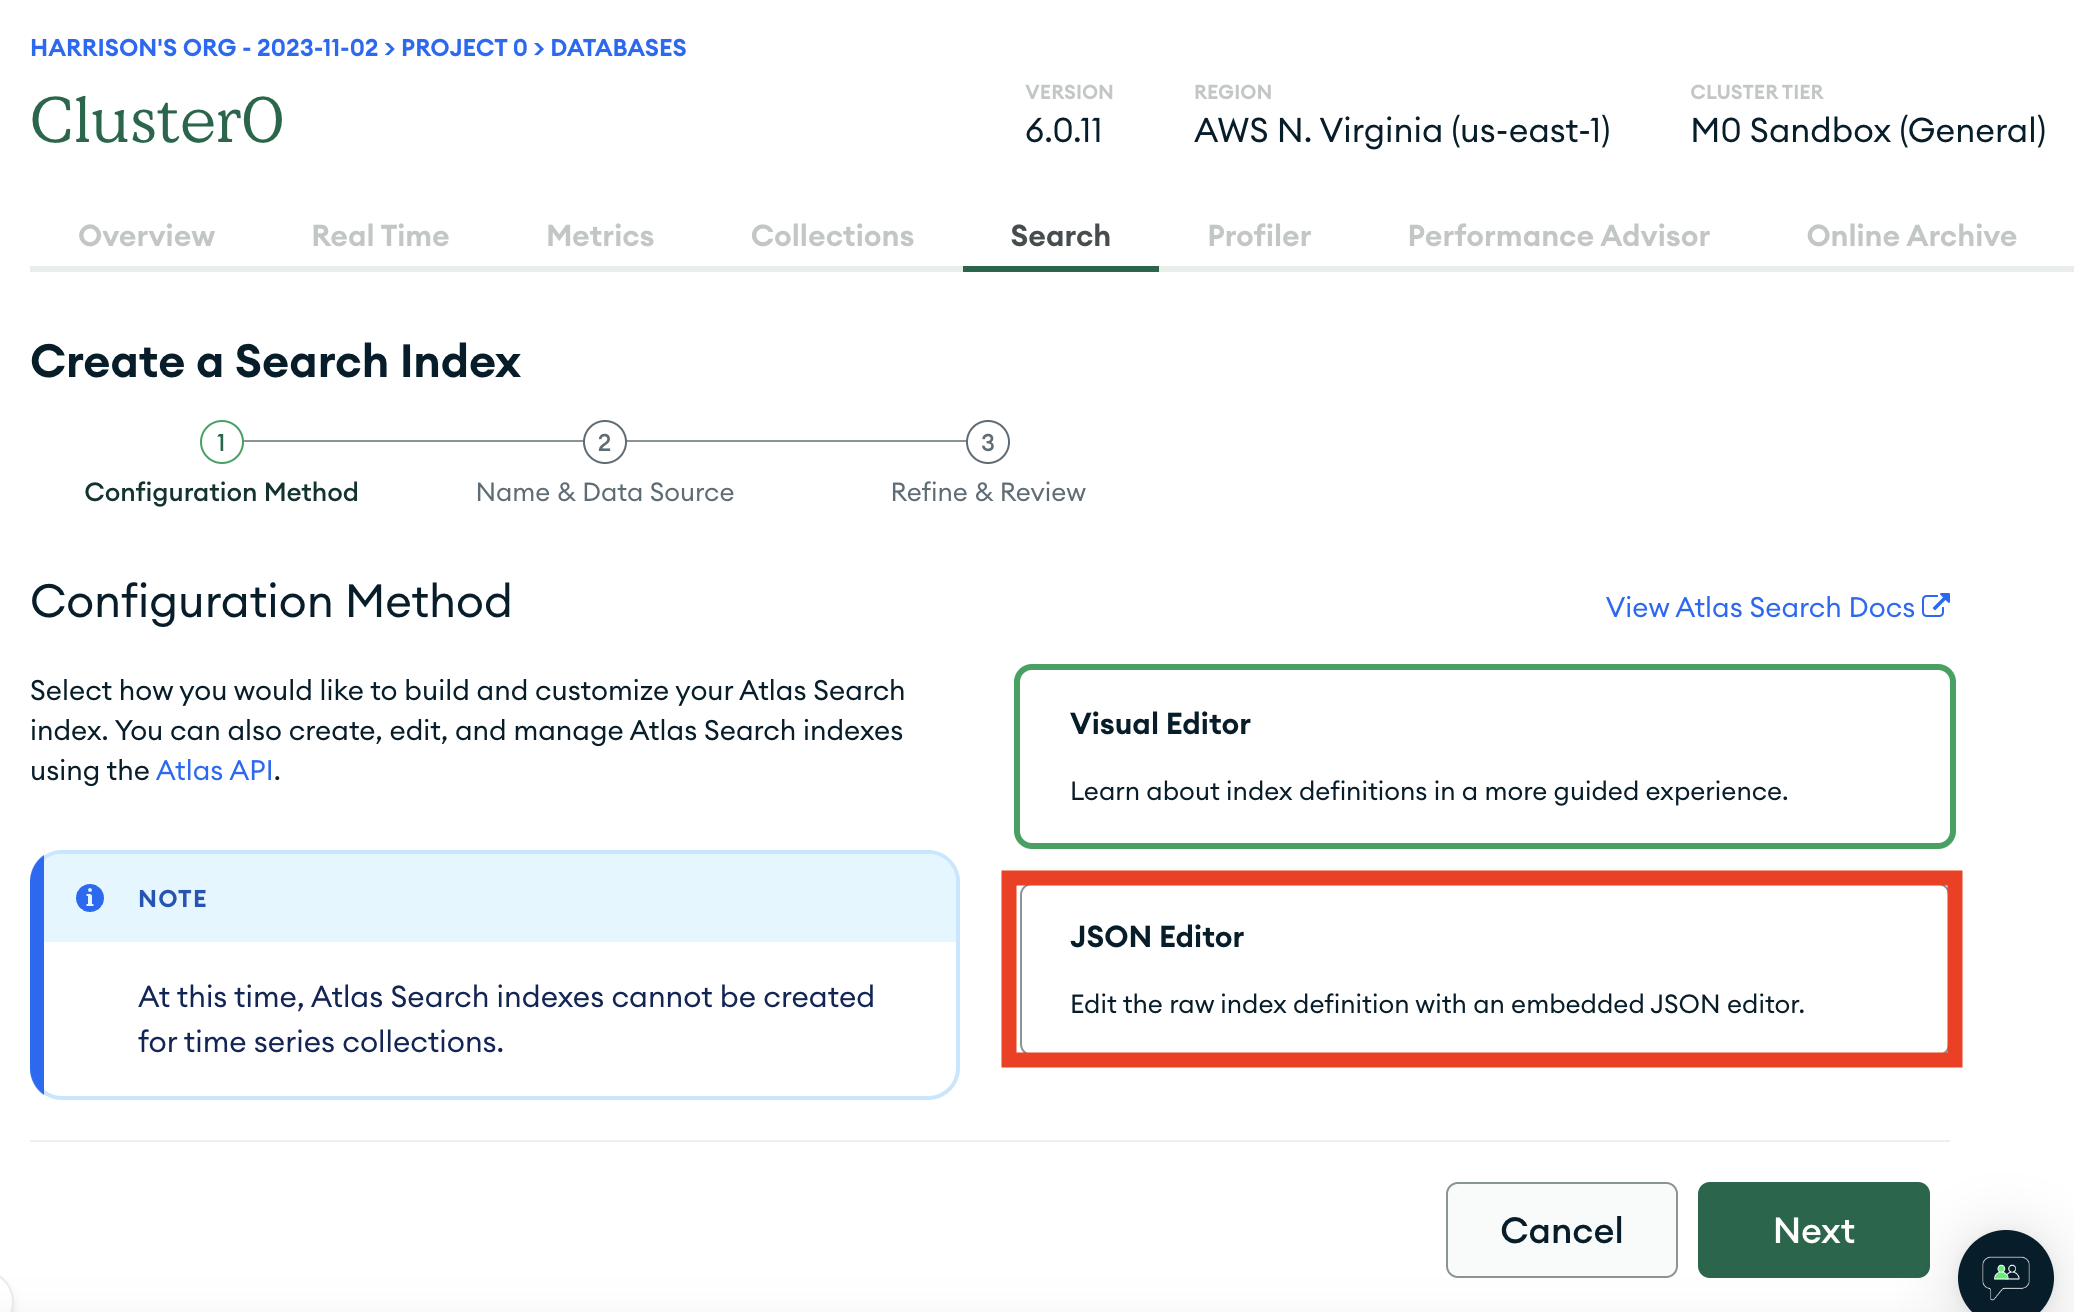 HARRISON'S ORG - 2023-11-02 > PROJECT 0 > DATABASES
Cluster0
VERSION
6.0.11
REGION
AWS N. Virginia (us-east-1)
CLUSTER TIER
M0 Sandbox (General)
Overview
Real Time
Metrics
Collections
Search
Profiler
Performance Advisor
Online Archive
Create a Search Index
1
Configuration Method
2
Name & Data Source
3
Refine & Review
Configuration Method
View Atlas Search Docs
Select how you would like to build and customize your Atlas Search
index. You can also create, edit, and manage Atlas Search indexes
using the Atlas API.
NOTE
At this time, Atlas Search indexes cannot be created
for time series collections.
Visual Editor
Learn about index definitions in a more guided experience.
JSON Editor
Edit the raw index definition with an embedded JSON editor.
Cancel
Next